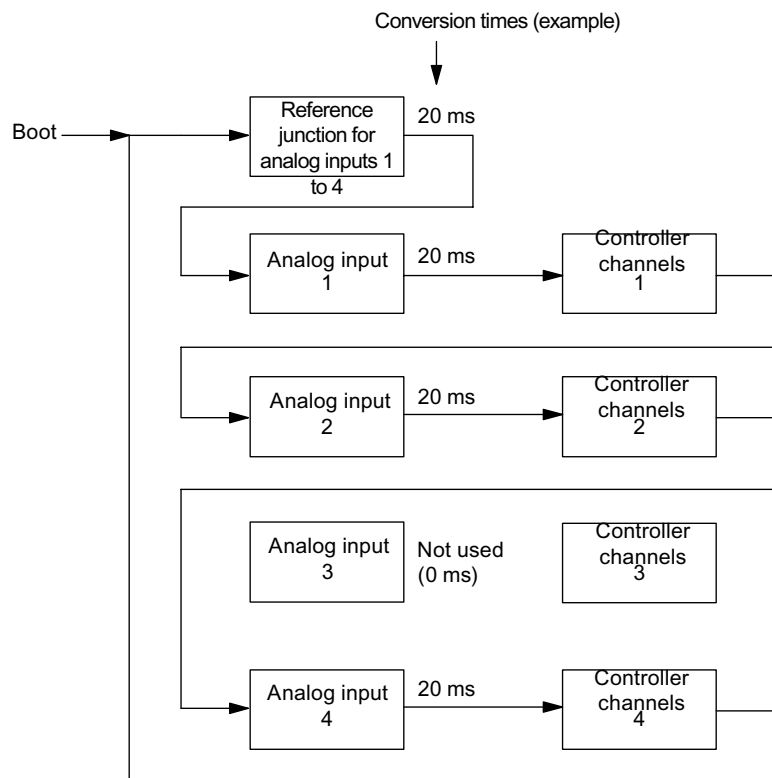 Conversion times (example)
Boot
Reference
junction for
analog inputs 1
to 4
20 ms
Analog input
1
20 ms
Controller
channels
1
Analog input
2
20 ms
Controller
channels
2
Analog input
3
Not used
(0 ms)
Controller
channels
3
Analog input
4
20 ms
Controller
channels
4